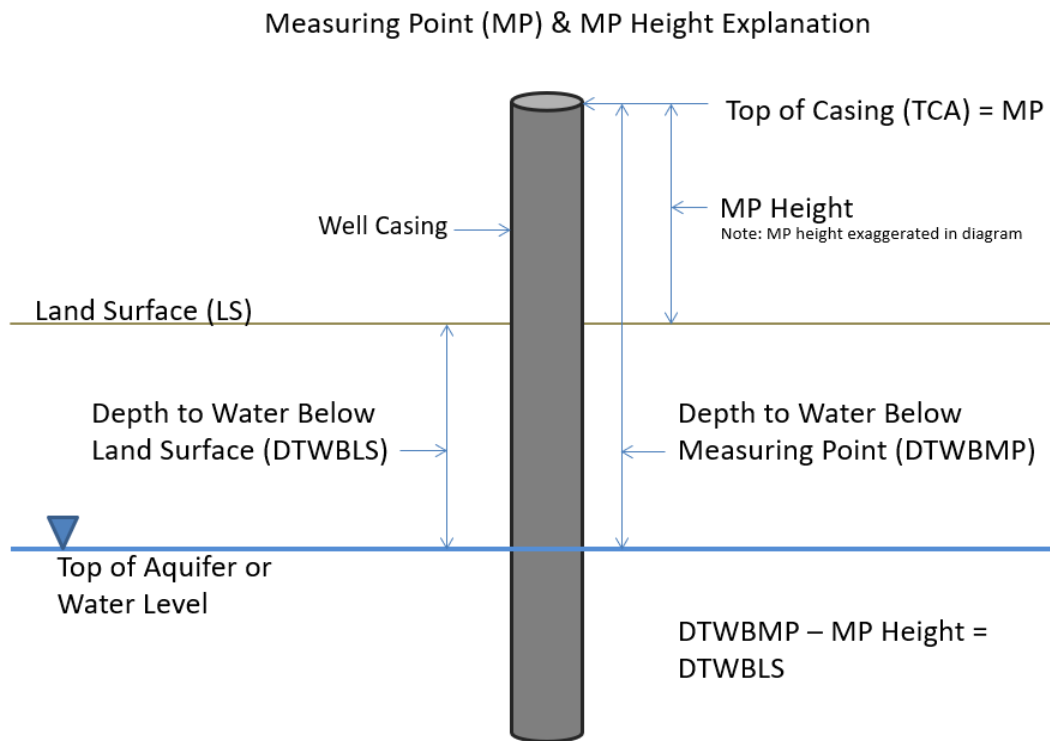 Measuring Point (MP) & MP Height Explanation
Top of Casing (TCA) = MP
MP Height
Note: MP height exaggerated in diagram
Well Casing
Land Surface (LS)
Depth to Water Below
Land Surface (DTWBLS)
Depth to Water Below
Measuring Point (DTWBMP)
Top of Aquifer or
Water Level
DTWBMP – MP Height =
DTWBLS